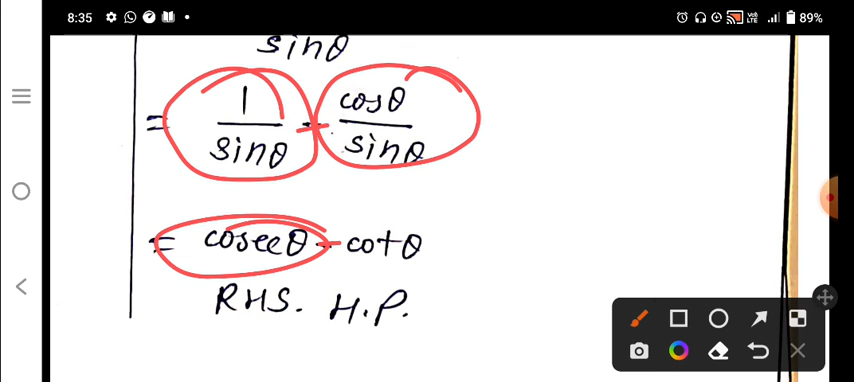 8:35 89%
sinθ
= 1/sinθ - cosθ/sinθ
= cosecθ - cotθ
RHS. H.P.